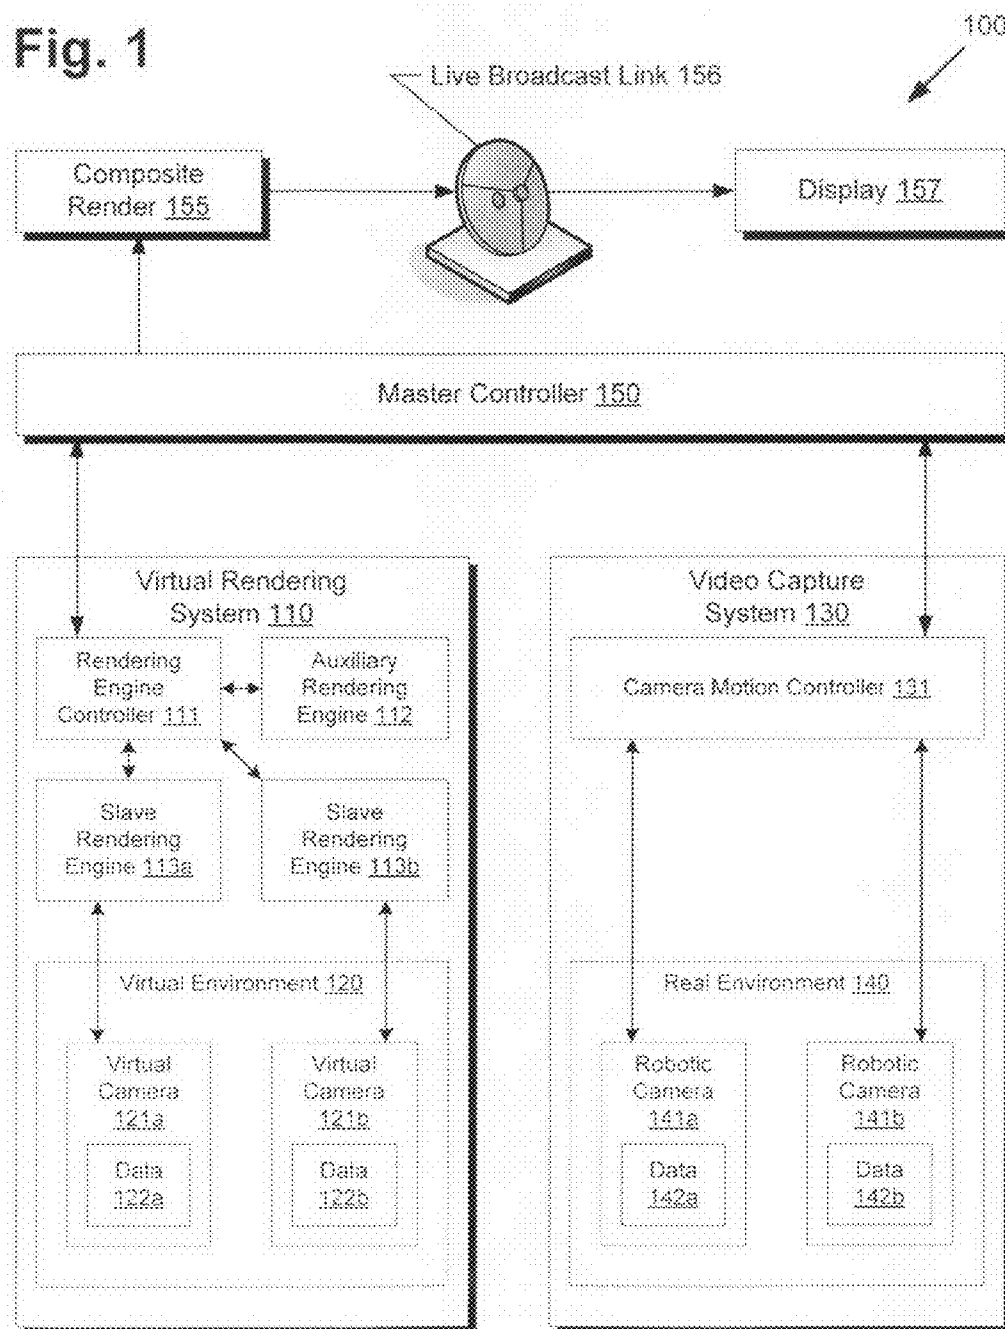 Fig. 1
100
Live Broadcast Link 156
Composite
Render 155
Display 157
Master Controller 150
Virtual Rendering
System 110
Rendering
Engine
Controller 111
Auxiliary
Rendering
Engine 112
Slave
Rendering
Engine 113a
Slave
Rendering
Engine 113b
Virtual Environment 120
Virtual
Camera
121a
Data
122a
Virtual
Camera
121b
Data
122b
Video Capture
System 130
Camera Motion Controller 131
Real Environment 140
Robotic
Camera
141a
Data
142a
Robotic
Camera
141b
Data
142b